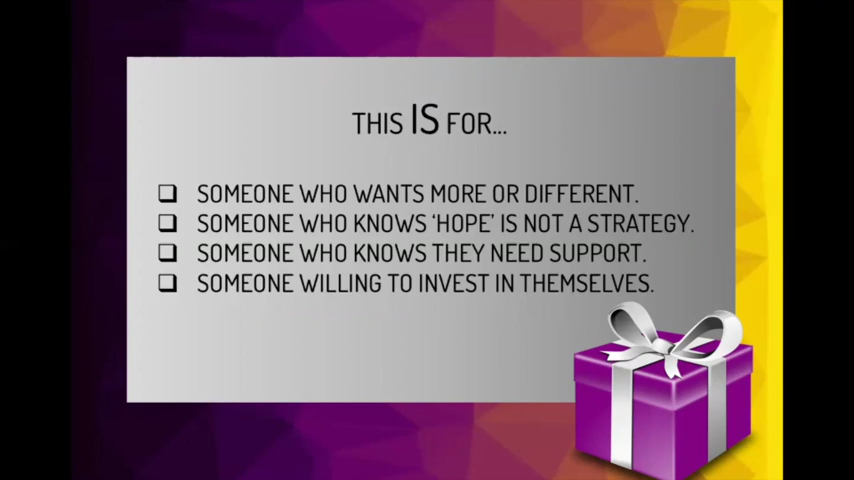 THIS IS FOR...
❑ SOMEONE WHO WANTS MORE OR DIFFERENT.
❑ SOMEONE WHO KNOWS ‘HOPE’ IS NOT A STRATEGY.
❑ SOMEONE WHO KNOWS THEY NEED SUPPORT.
❑ SOMEONE WILLING TO INVEST IN THEMSELVES.